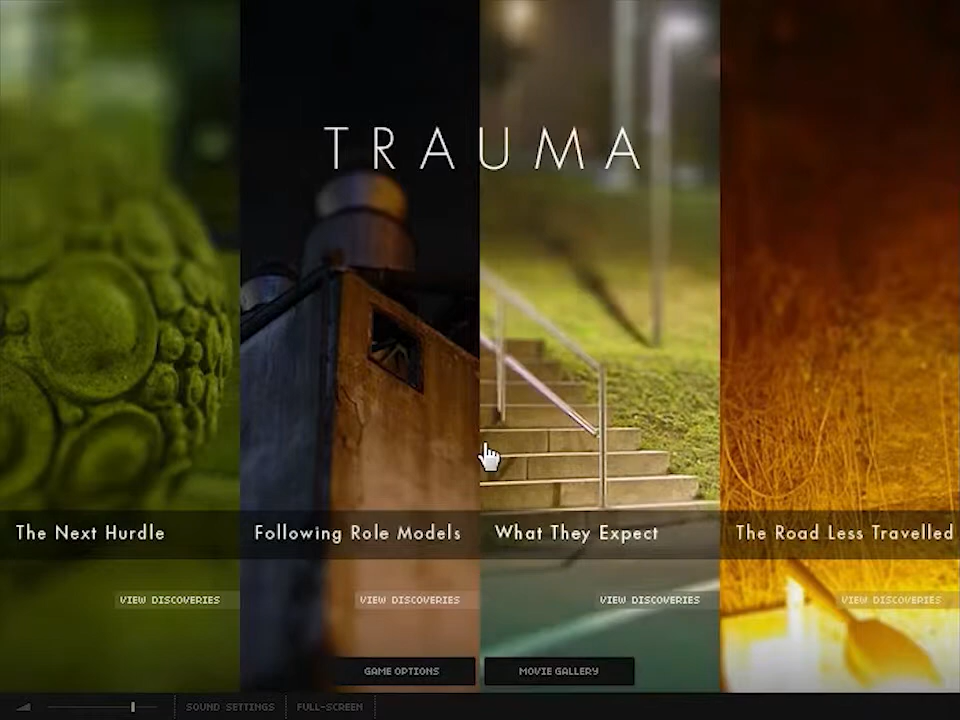 TRAUMA
The Next Hurdle
Following Role Models
What They Expect
The Road Less Travelled
VIEW DISCOVERIES
VIEW DISCOVERIES
VIEW DISCOVERIES
VIEW DISCOVERIES
GAME OPTIONS
MOVIE GALLERY
SOUND SETTINGS
FULL-SCREEN